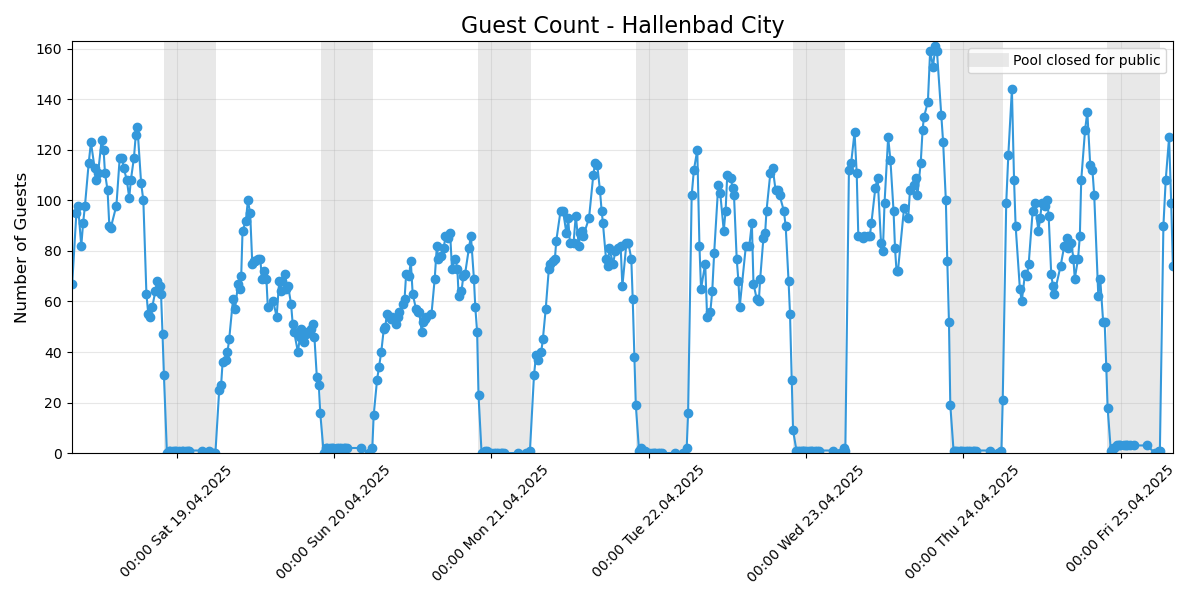 Guest Count - Hallenbad City
Pool closed for public
Number of Guests
160
140
120
100
80
60
40
20
0
00:00 Sat 19.04.2025
00:00 Sun 20.04.2025
00:00 Mon 21.04.2025
00:00 Tue 22.04.2025
00:00 Wed 23.04.2025
00:00 Thu 24.04.2025
00:00 Fri 25.04.2025